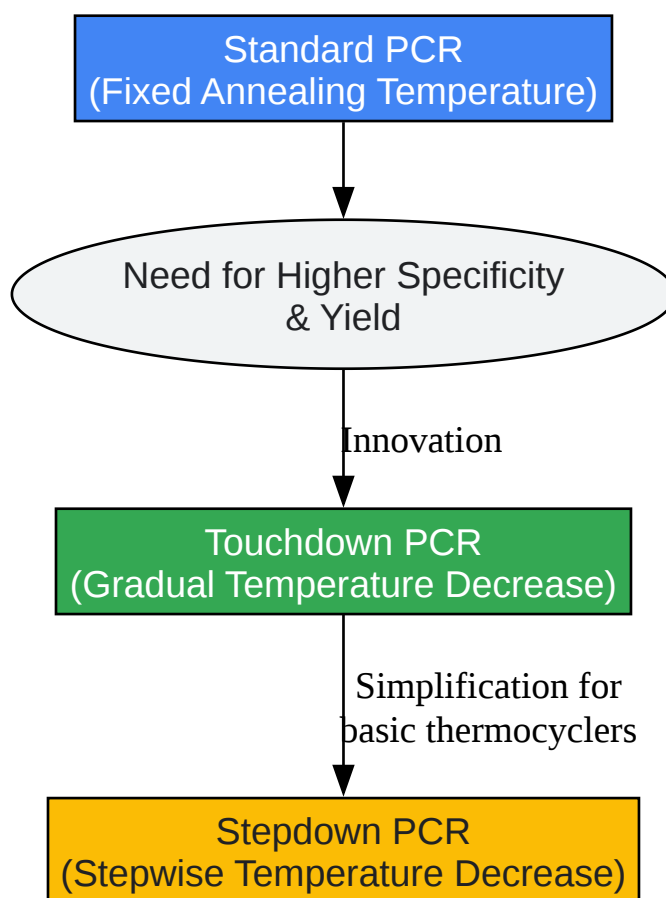 Standard PCR
(Fixed Annealing Temperature)
Need for Higher Specificity
& Yield
Innovation
Touchdown PCR
(Gradual Temperature Decrease)
Simplification for
basic thermocyclers
Stepdown PCR
(Stepwise Temperature Decrease)